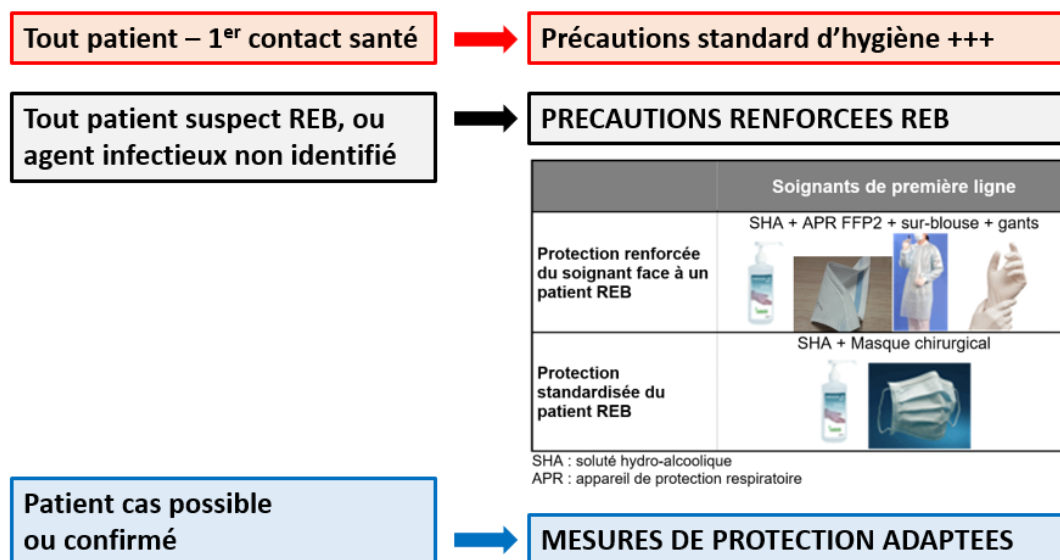 Tout patient – 1er contact santé
Précautions standard d'hygiène +++
Tout patient suspect REB, ou
agent infectieux non identifié
PRECAUTIONS RENFORCEES REB
Soignants de première ligne
Protection renforcée
du soignant face à un
patient REB
SHA + APR FFP2 + sur-blouse + gants
Protection
standardisée du
patient REB
SHA + Masque chirurgical
SHA : soluté hydro-alcoolique
APR : appareil de protection respiratoire
Patient cas possible
ou confirmé
MESURES DE PROTECTION ADAPTEES